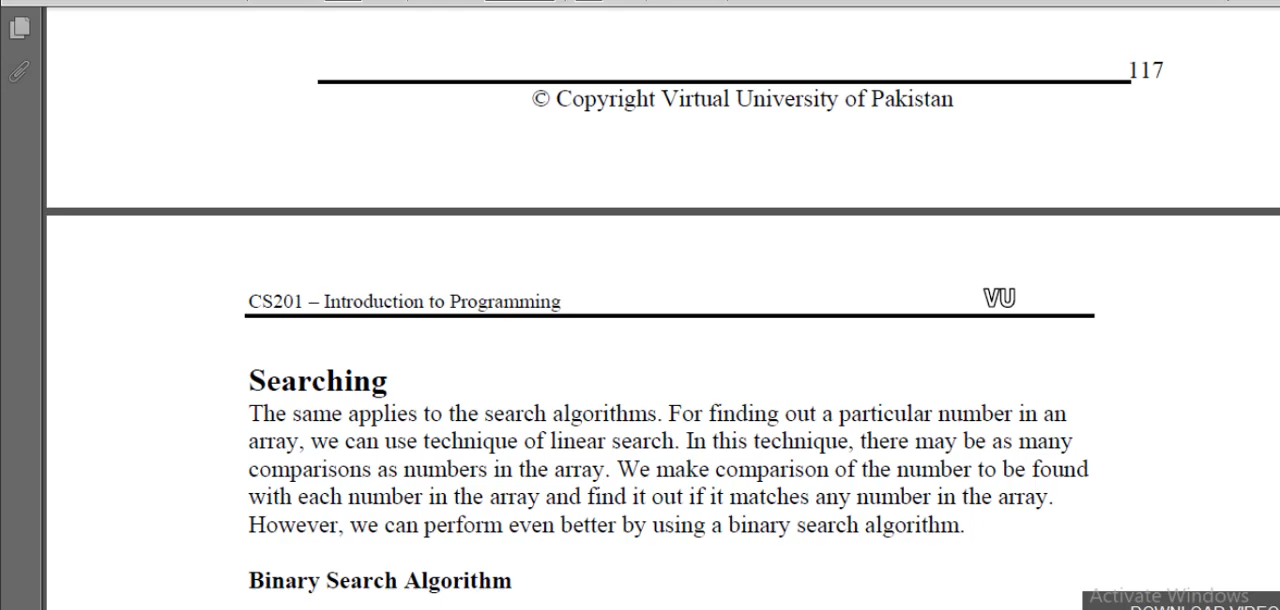 117
© Copyright Virtual University of Pakistan
CS201 – Introduction to Programming VU
Searching
The same applies to the search algorithms. For finding out a particular number in an
array, we can use technique of linear search. In this technique, there may be as many
comparisons as numbers in the array. We make comparison of the number to be found
with each number in the array and find it out if it matches any number in the array.
However, we can perform even better by using a binary search algorithm.
Binary Search Algorithm
Activate Windows
DOWNLOAD VIDEO